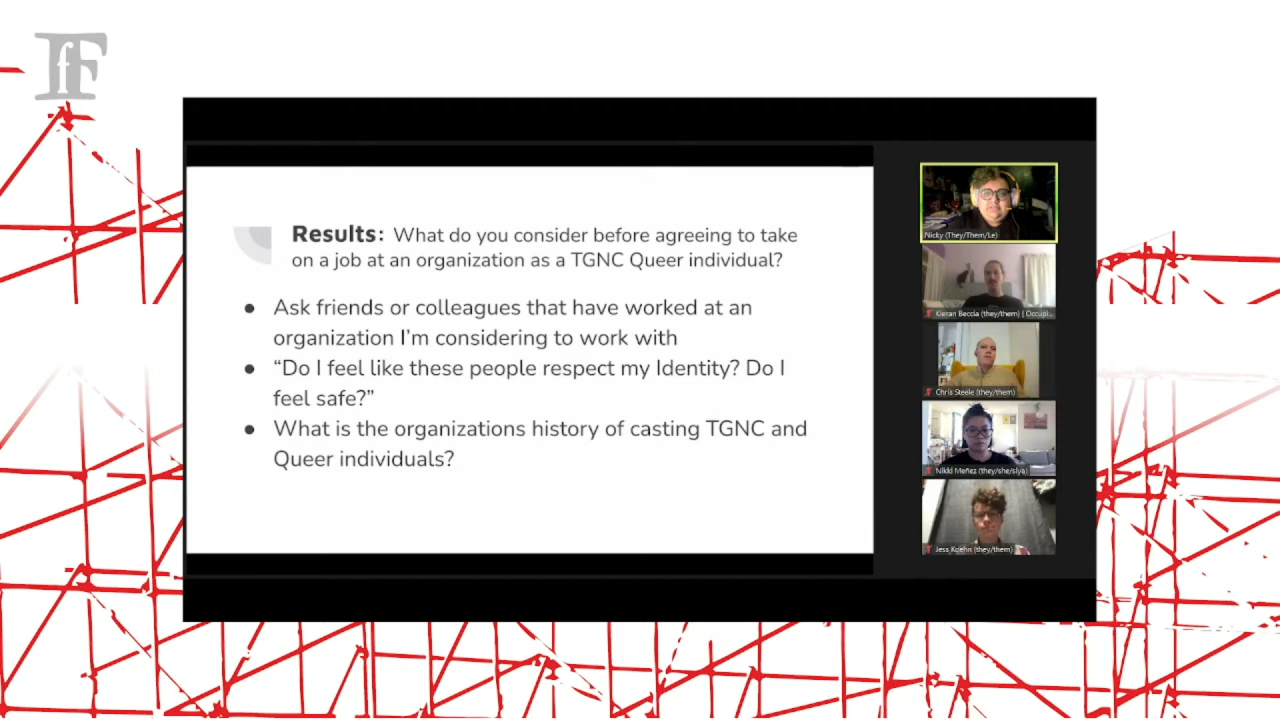 fF
Results: What do you consider before agreeing to take
on a job at an organization as a TGNC Queer individual?
● Ask friends or colleagues that have worked at an
organization I'm considering to work with
● “Do I feel like these people respect my Identity? Do I
feel safe?”
● What is the organizations history of casting TGNC and
Queer individuals?
Nicky (They/Them/Le)
Kieran Beccia (they/them) | Occupi...
Chris Steele (they/them)
Nikki Meñez (they/she/siya)
Jess Koehn (they/them)